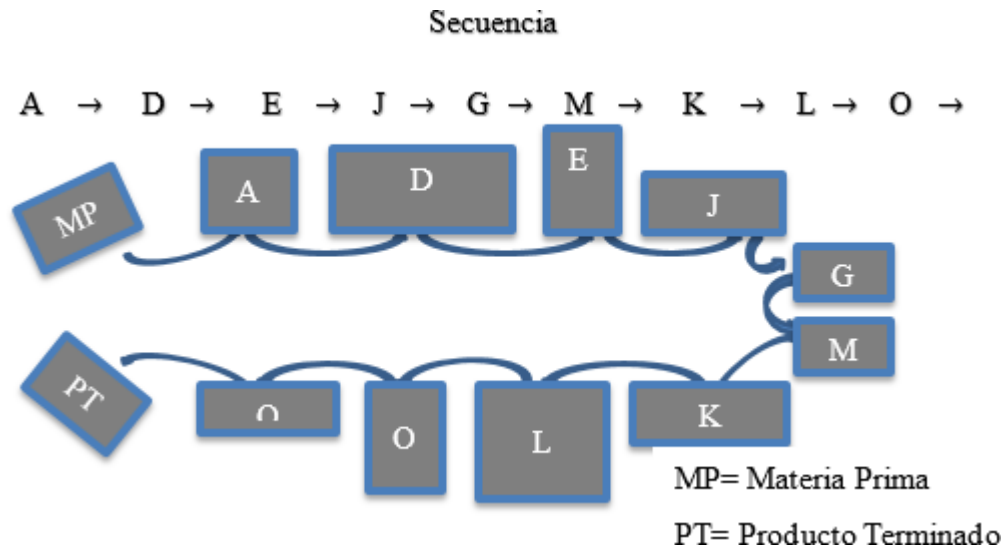 Secuencia
A → D → E → J → G → M → K → L → O →
MP
A
D
E
J
G
M
K
L
O
PT
MP= Materia Prima
PT= Producto Terminado